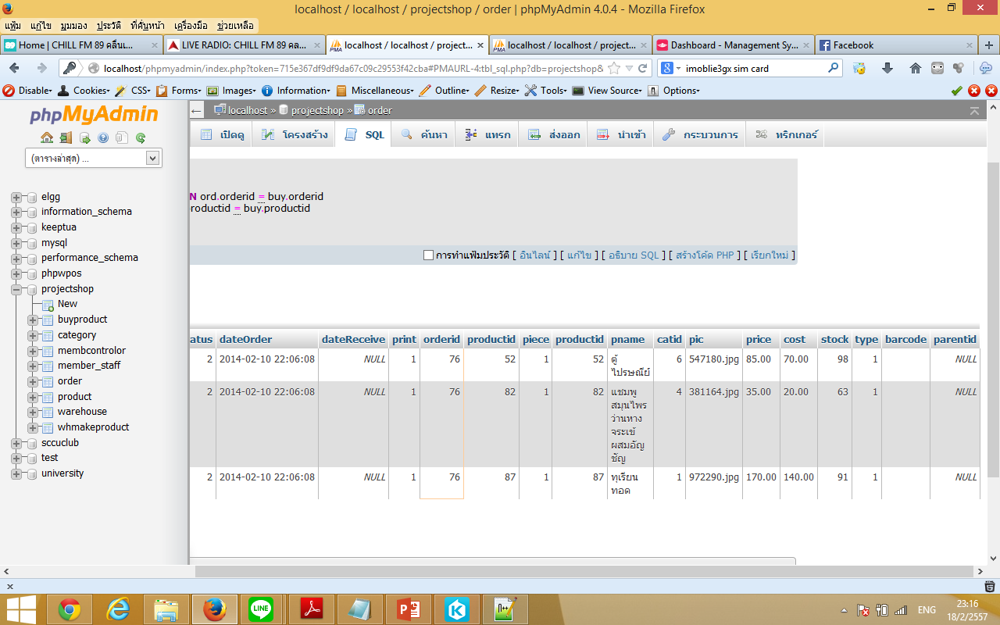 localhost / localhost / projectshop / order | phpMyAdmin 4.0.4 - Mozilla Firefox
แฟ้ม แก้ไข มุมมอง ประวัติ ที่คั่นหน้า เครื่องมือ ช่วยเหลือ
Home | CHILL FM 89 คลื่นเ... LIVE RADIO: CHILL FM 89 คล... localhost / localhost / project... localhost / localhost / project... Dashboard - Management Sy... Facebook
localhost/phpmyadmin/index.php?token=715e367df9df9da67c09c29553f42cba#PMAURL-4:tbl_sql.php?db=projectshop& imoblie3gx sim card
Disable Cookies CSS Forms Images Information Miscellaneous Outline Resize Tools View Source Options
phpMyAdmin
localhost » projectshop » order
เปิดดู โครงสร้าง SQL ค้นหา แทรก ส่งออก นำเข้า กระบวนการ ทริกเกอร์
(ตารางล่าสุด) ...
N ord.orderid = buy.orderid
roductid = buy.productid
การทำแฟ้มประวัติ [ อินไลน์ ] [ แก้ไข ] [ อธิบาย SQL ] [ สร้างโค้ด PHP ] [ เรียกใหม่ ]
elgg
information_schema
keeptua
mysql
performance_schema
phpwpos
projectshop
New
buyproduct
category
membcontrolor
member_staff
order
product
warehouse
whmakeproduct
sccuclub
test
university
atus dateOrder dateReceive print orderid productid piece productid pname catid pic price cost stock type barcode parentid
2 2014-02-10 22:06:08 NULL 1 76 52 1 52 ตู้ 6 547180.jpg 85.00 70.00 98 1 NULL
ไปรษณีย์
2 2014-02-10 22:06:08 NULL 1 76 82 1 82 แชมพู 4 381164.jpg 35.00 20.00 63 1 NULL
สมุนไพร
ว่านหาง
จระเข้
ผสมอัญ
ชัญ
2 2014-02-10 22:06:08 NULL 1 76 87 1 87 ทุเรียน 1 972290.jpg 170.00 140.00 91 1 NULL
ทอด
ENG
23:16
18/2/2557